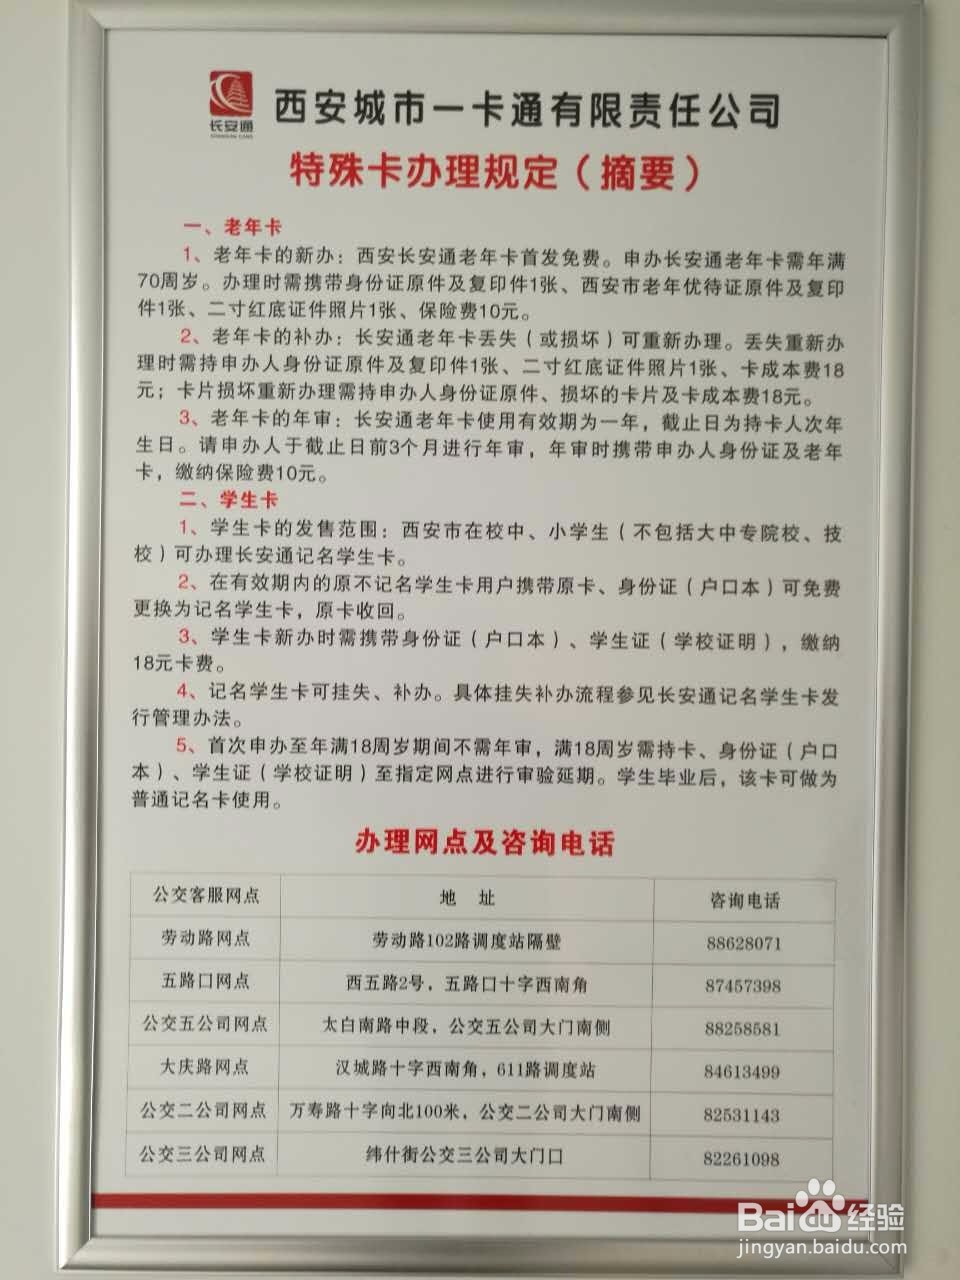 长安通
西安城市一卡通有限责任公司
特殊卡办理规定（摘要）
一、老年卡
1、老年卡的新办：西安长安通老年卡首发免费。申办长安通老年卡需年满
70周岁。办理时需携带身份证原件及复印件1张、西安市老年优待证原件及复印
件1张、二寸红底证件照片1张、保险费10元。
2、老年卡的补办：长安通老年卡丢失（或损坏）可重新办理。丢失重新办
理时需持申办人身份证原件及复印件1张、二寸红底证件照片1张、卡成本费18
元；卡片损坏重新办理需持申办人身份证原件、损坏的卡片及卡成本费18元。
3、老年卡的年审：长安通老年卡使用有效期为一年，截止日为持卡人次年
生日。请申办人于截止日前3个月进行年审，年审时携带申办人身份证及老年
卡，缴纳保险费10元。
二、学生卡
1、学生卡的发售范围：西安市在校中、小学生（不包括大中专院校、技
校）可办理长安通记名学生卡。
2、在有效期内的原不记名学生卡用户携带原卡、身份证（户口本）可免费
更换为记名学生卡，原卡收回。
3、学生卡新办时需携带身份证（户口本）、学生证（学校证明），缴纳
18元卡费。
4、记名学生卡可挂失、补办。具体挂失补办流程参见长安通记名学生卡发
行管理办法。
5、首次申办至年满18周岁期间不需年审，满18周岁需持卡、身份证（户口
本）、学生证（学校证明）至指定网点进行审验延期。学生毕业后，该卡可做为
普通记名卡使用。
办理网点及咨询电话
公交客服网点 地 址 咨询电话
劳动路网点 劳动路102路调度站隔壁 88628071
五路口网点 西五路2号，五路口十字西南角 87457398
公交五公司网点 太白南路中段，公交五公司大门南侧 88258581
大庆路网点 汉城路十字西南角，611路调度站 84613499
公交二公司网点 万寿路十字向北100米，公交二公司大门南侧 82531143
公交三公司网点 纬什街公交三公司大门口 82261098
Baidu经验
jingyan.baidu.com